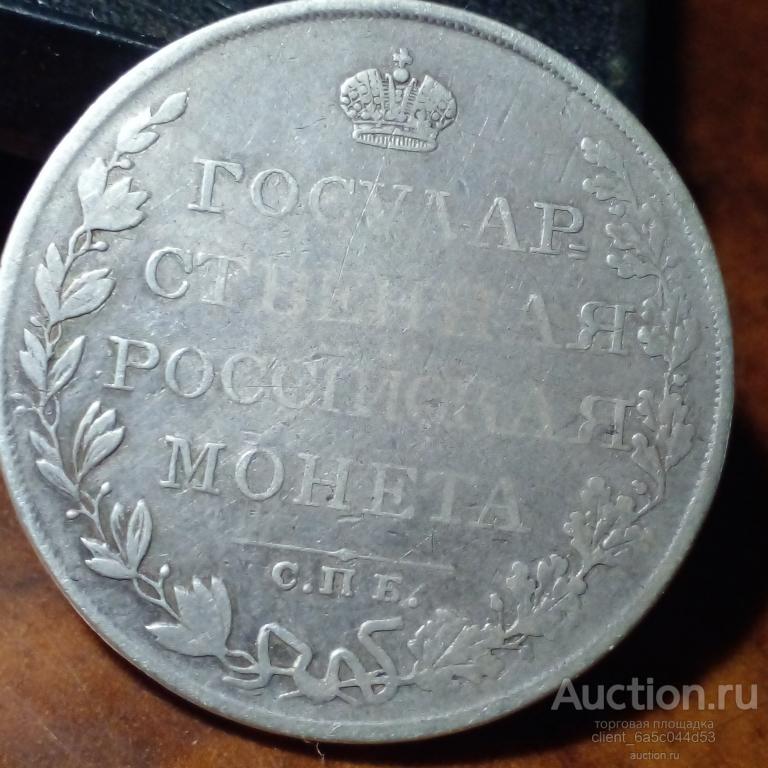 ГОСУДАР
СТВЕННАЯ
РОССІЙСКАЯ
МОНЕТА
С.П Б.
Auction.ru
торговая площадка
client_6a5c044d53
auction.ru